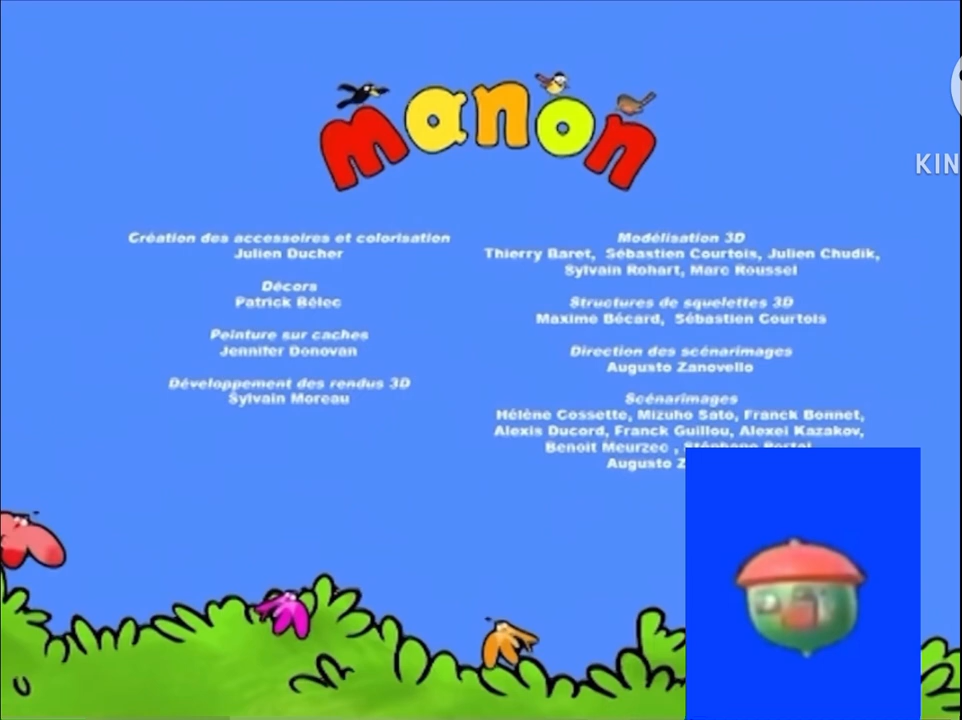 manon
KIN
Création des accessoires et colorisation
Julien Ducher
Décors
Patrick Bélec
Peinture sur caches
Jennifer Donovan
Développement des rendus 3D
Sylvain Moreau
Modélisation 3D
Thierry Baret, Sébastien Courtois, Julien Chudik,
Sylvain Rohart, Marc Roussel
Structures de squelettes 3D
Maxime Bécard, Sébastien Courtois
Direction des scénarimages
Augusto Zanovello
Scénarimages
Hélène Cossette, Mizuho Sato, Franck Bonnet,
Alexis Ducord, Franck Guillou, Alexei Kazakov,
Benoit Meurzec ,
Augusto Z